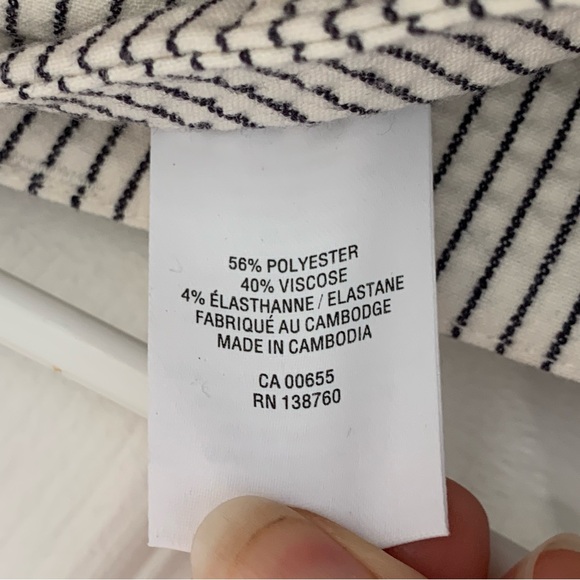 56% POLYESTER
40% VISCOSE
4% ÉLASTHANNE / ELASTANE
FABRIQUÉ AU CAMBODGE
MADE IN CAMBODIA
CA 00655
RN 138760